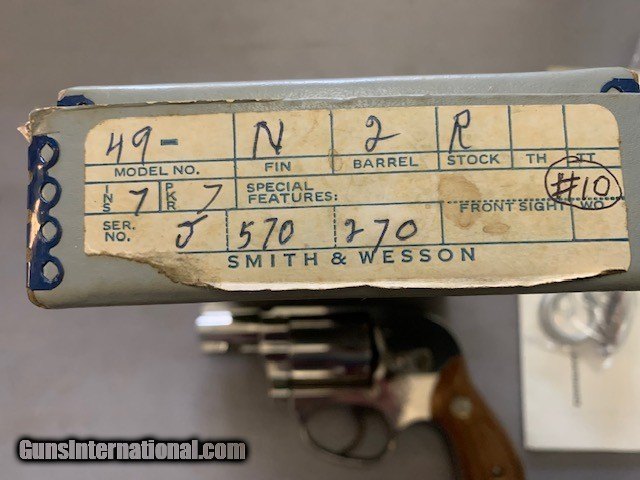 49- N 2 R
MODEL NO. FIN BARREL STOCK TH TT
INS 7 PKR 7 SPECIAL FEATURES: #10
FRONT SIGHT WO
SER. NO. J 570 270
SMITH & WESSON
GunsInternational.com